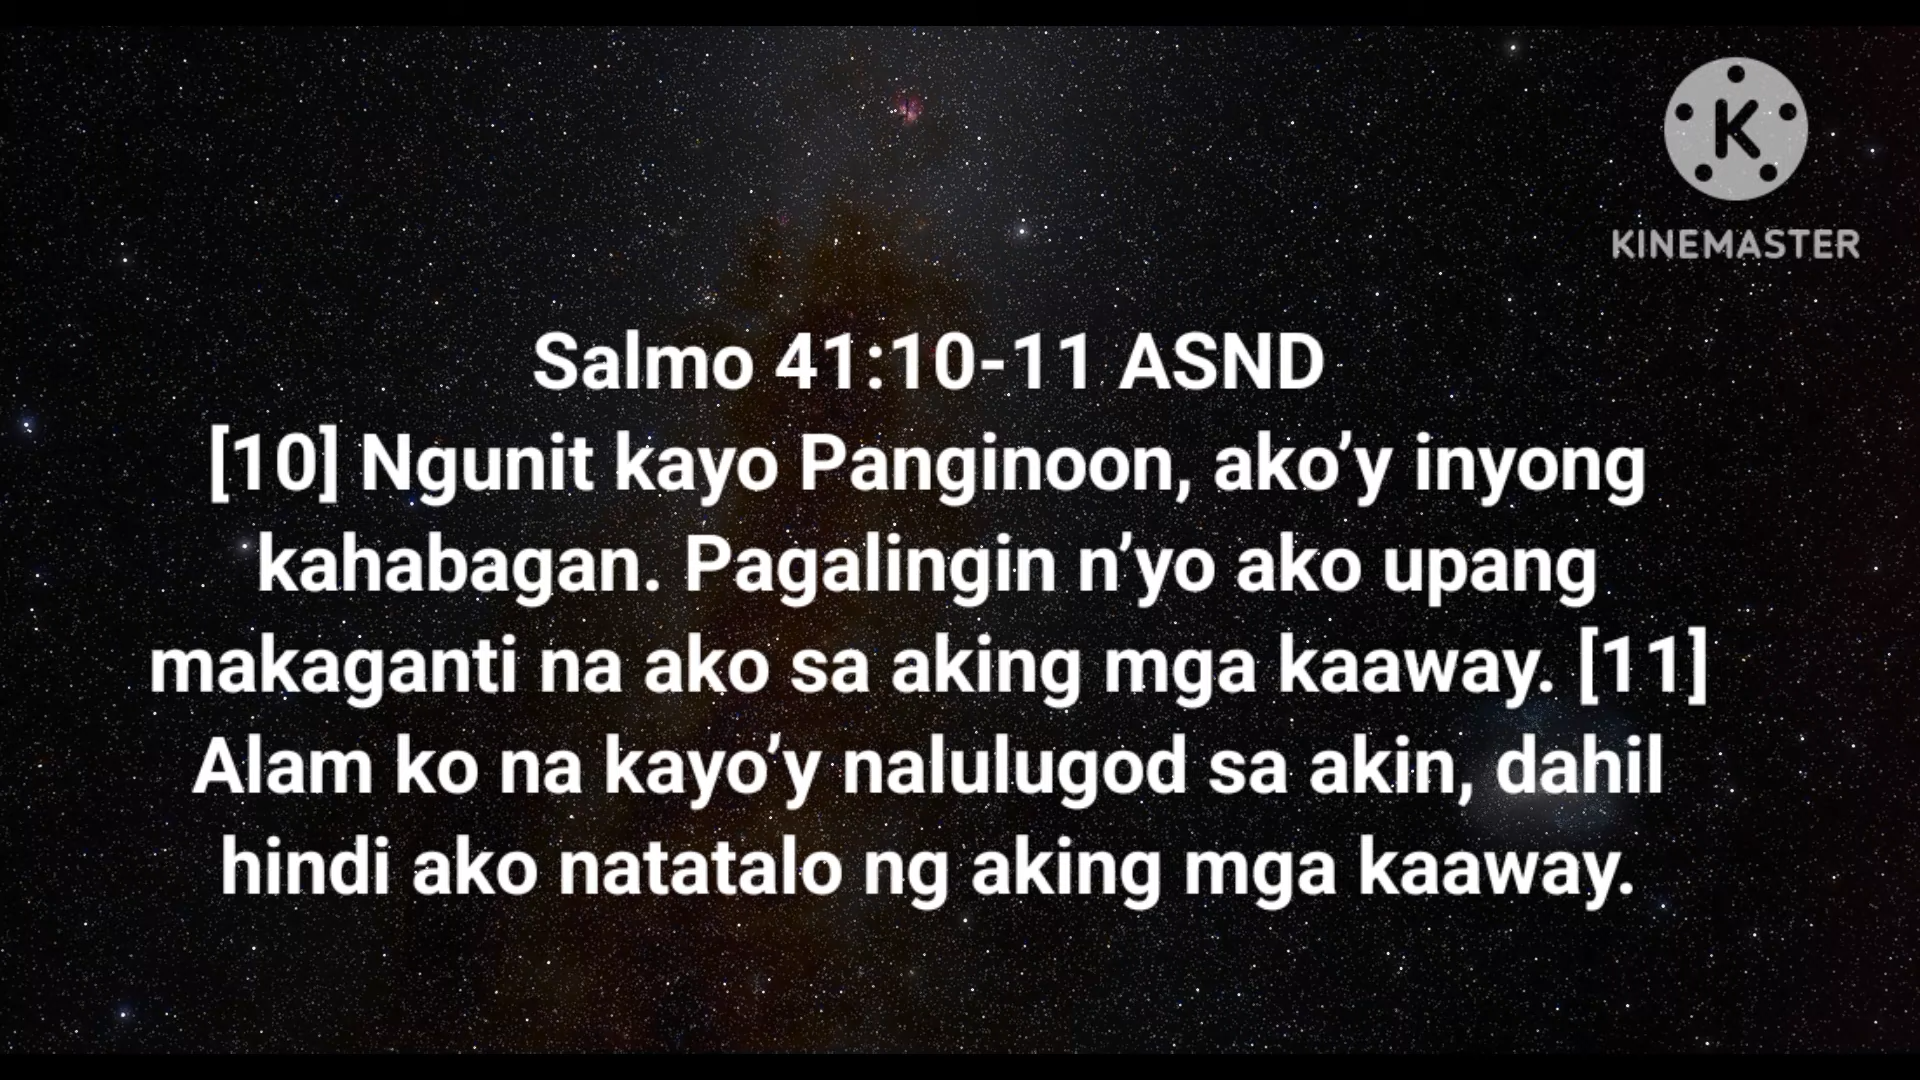 K
KINEMASTER
Salmo 41:10-11 ASND
[10] Ngunit kayo Panginoon, ako’y inyong
kahabagan. Pagalingin n’yo ako upang
makaganti na ako sa aking mga kaaway. [11]
Alam ko na kayo’y nalulugod sa akin, dahil
hindi ako natatalo ng aking mga kaaway.